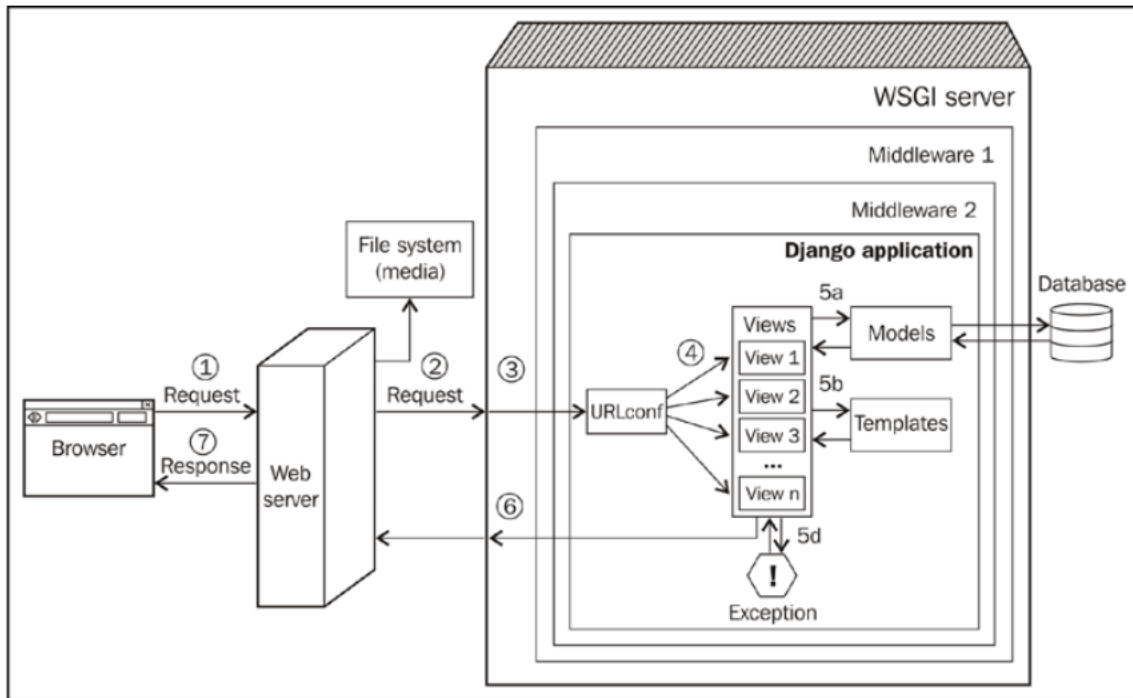 WSGI server
Middleware 1
Middleware 2
Django application
File system
(media)
Database
5a
Views
Models
① 
Request
②
Request
③
④
View 1
5b
URLconf
View 2
Templates
View 3
Browser
⑦
Response
...
Web
server
View n
⑥
5d
!
Exception